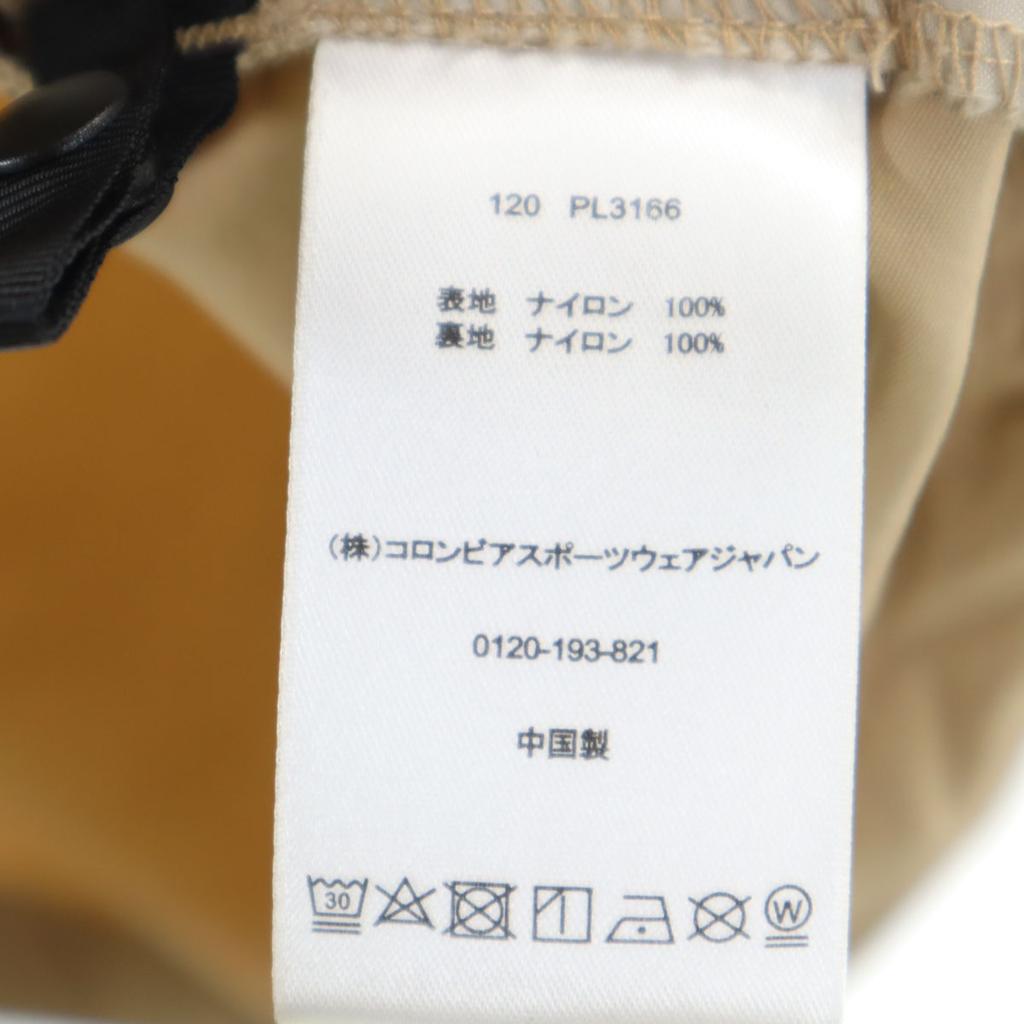 120 PL3166
表地 ナイロン 100%
裏地 ナイロン 100%
(株)コロンビアスポーツウェアジャパン
0120-193-821
中国製
30
W